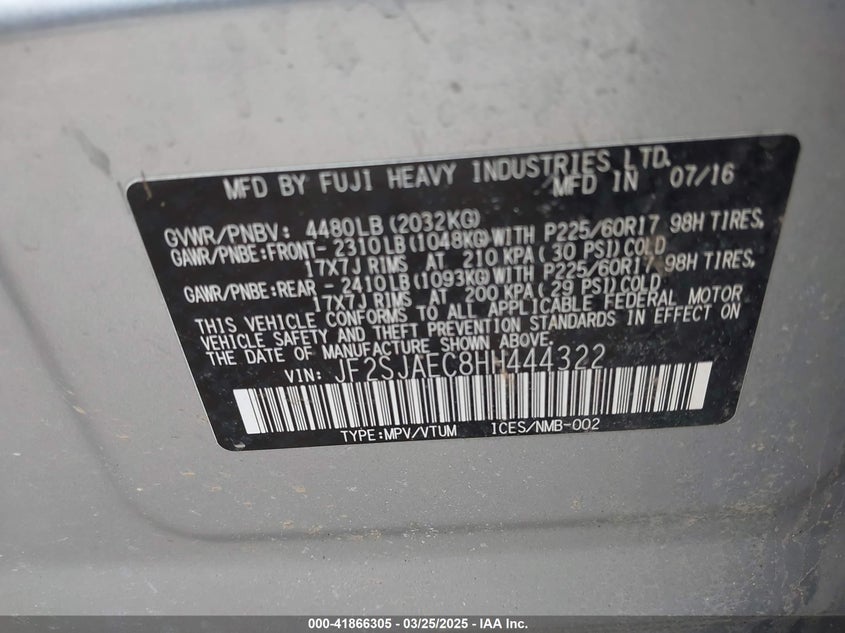 MFD BY FUJI HEAVY INDUSTRIES LTD.
MFD IN 07/16
GVWR/PNBV: 4480LB (2032KG)
GAWR/PNBE:FRONT- 2310LB (1048KG)WITH P225/60R17 98H TIRES,
17X7J RIMS AT 210 KPA ( 30 PSI)COLD
GAWR/PNBE:REAR - 2410LB (1093KG)WITH P225/60R17 98H TIRES,
17X7J RIMS AT 200 KPA ( 29 PSI)COLD
THIS VEHICLE CONFORMS TO ALL APPLICABLE FEDERAL MOTOR
VEHICLE SAFETY AND THEFT PREVENTION STANDARDS IN EFFECT ON
THE DATE OF MANUFACTURE SHOWN ABOVE.
VIN: JF2SJAEC8HH444322
TYPE:MPV/VTUM ICES/NMB-002
000-41866305 - 03/25/2025 - IAA Inc.